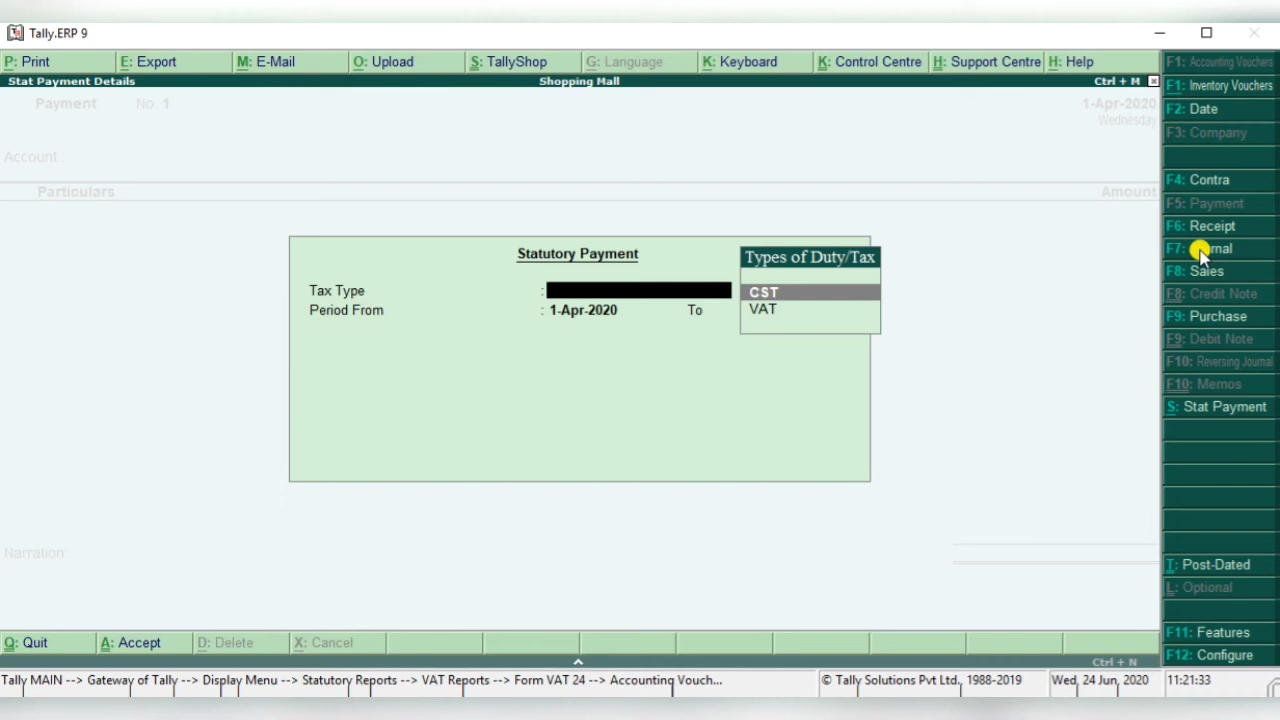 Tally.ERP 9
P: Print E: Export M: E-Mail O: Upload S: TallyShop G: Language K: Keyboard K: Control Centre H: Support Centre H: Help
Stat Payment Details Shopping Mall Ctrl + M
Payment No. 1 1-Apr-2020
Wednesday
Account :
Particulars Amount
Statutory Payment
Tax Type :
Period From : 1-Apr-2020 To
Types of Duty/Tax
CST
VAT
Narration:
F1: Accounting Vouchers
F1: Inventory Vouchers
F2: Date
F3: Company
F4: Contra
F5: Payment
F6: Receipt
F7:
F8: Sales
F8: Credit Note
F9: Purchase
F9: Debit Note
F10: Reversing Journal
F10: Memos
S: Stat Payment
T: Post-Dated
L: Optional
F11: Features
F12: Configure
Q: Quit A: Accept D: Delete X: Cancel
Ctrl + N
Tally MAIN --> Gateway of Tally --> Display Menu --> Statutory Reports --> VAT Reports --> Form VAT 24 --> Accounting Vouch... © Tally Solutions Pvt Ltd., 1988-2019 Wed, 24 Jun, 2020 11:21:33